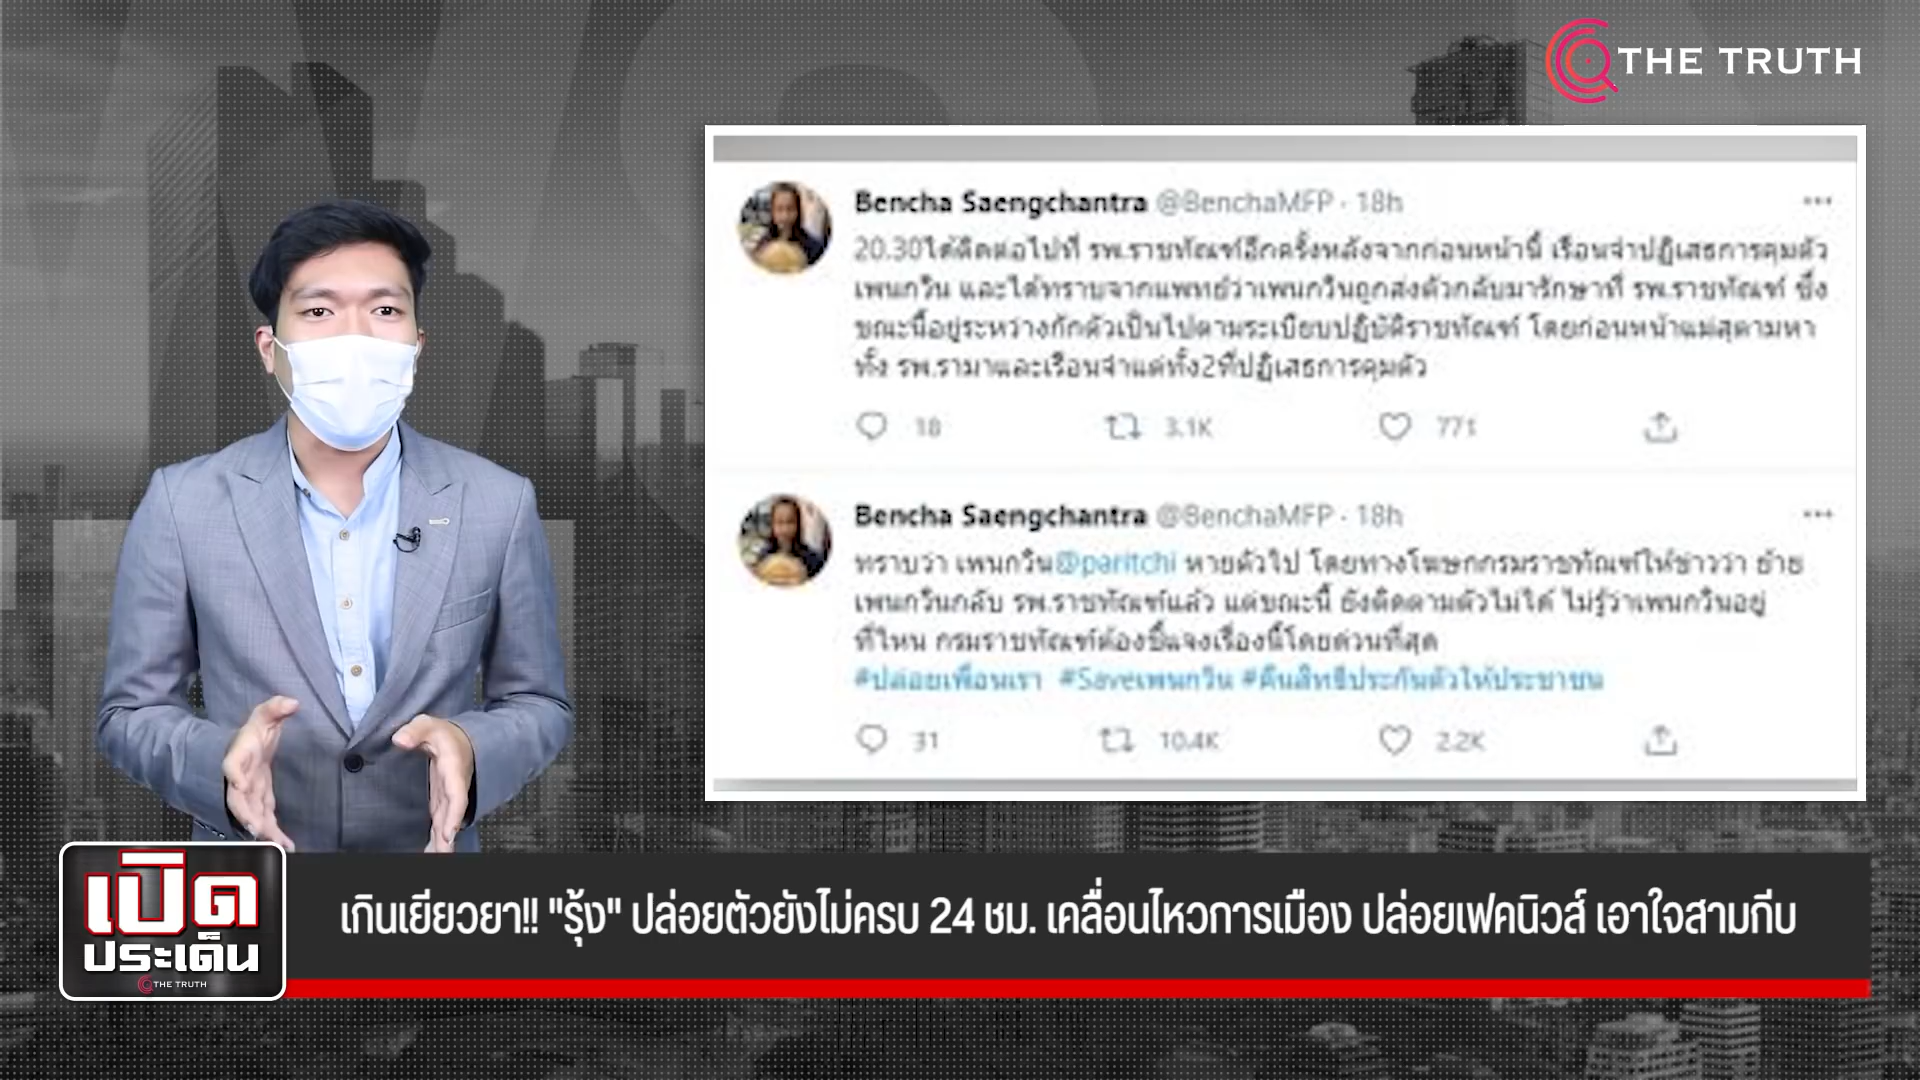 THE TRUTH
Bencha Saengchantra @BenchaMFP · 18h
20.30ได้ติดต่อไปที่ รพ.ราชทัณฑ์อีกครั้งหลังจากก่อนหน้านี้ เรือนจำปฏิเสธการคุมตัว
เพนกวิน และได้ทราบจากแพทย์ว่าเพนกวินถูกส่งตัวกลับมารักษาที่ รพ.ราชทัณฑ์ ซึ่ง
ขณะนี้อยู่ระหว่างกักตัวเป็นไปตามระเบียบปฏิบัติราชทัณฑ์ โดยก่อนหน้าแม่สุตามหา
ทั้ง รพ.รามาและเรือนจำแต่ทั้ง2ที่ปฏิเสธการคุมตัว
18 3.1K 771
Bencha Saengchantra @BenchaMFP · 18h
ทราบว่า เพนกวิน@paritchi หายตัวไป โดยทางโฆษกกรมราชทัณฑ์ให้ข่าวว่า ย้าย
เพนกวินกลับ รพ.ราชทัณฑ์แล้ว แต่ขณะนี้ ยังติดตามตัวไม่ได้ ไม่รู้ว่าเพนกวินอยู่
ที่ไหน กรมราชทัณฑ์ต้องชี้แจงเรื่องนี้โดยด่วนที่สุด
#ปล่อยเพื่อนเรา #Saveเพนกวิน #คืนสิทธิประกันตัวให้ประชาชน
31 10.4K 2.2K
เปิด
ประเด็น
THE TRUTH
เกินเยียวยา!! "รุ้ง" ปล่อยตัวยังไม่ครบ 24 ชม. เคลื่อนไหวการเมือง ปล่อยเฟคนิวส์ เอาใจสามกีบ